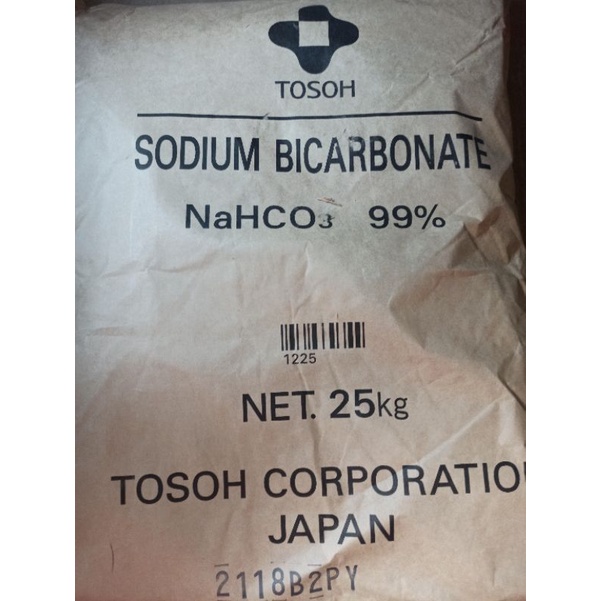 TOSOH
SODIUM BICARBONATE
NaHCO₃ 99%
1225
NET. 25kg
TOSOH CORPORATIO
JAPAN
2118B2PY